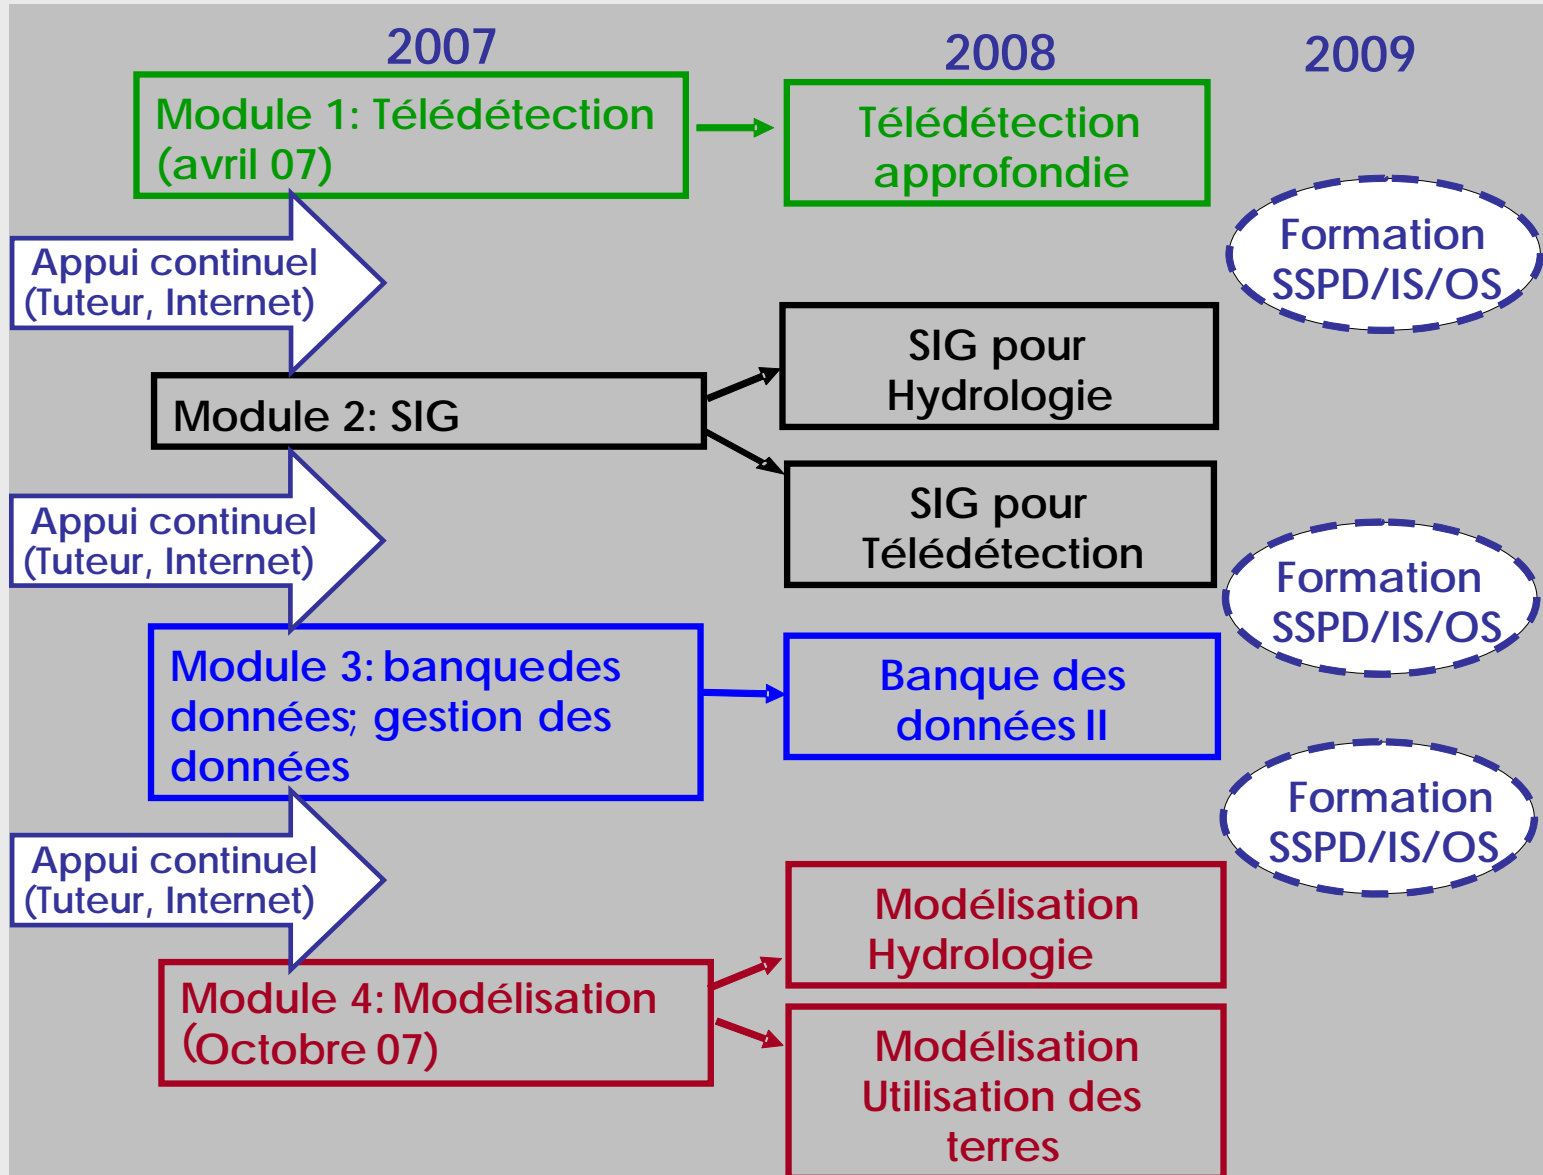 2007
2008
2009
Module 1: Télédétection
(avril 07)
Télédétection
approfondie
Formation
SSPD/IS/OS
Appui continuel
(Tuteur, Internet)
SIG pour
Hydrologie
Module 2: SIG
SIG pour
Télédétection
Appui continuel
(Tuteur, Internet)
Formation
SSPD/IS/OS
Module 3: banquedes
données; gestion des
données
Banque des
données II
Formation
SSPD/IS/OS
Appui continuel
(Tuteur, Internet)
Modélisation
Hydrologie
Module 4: Modélisation
(Octobre 07)
Modélisation
Utilisation des
terres